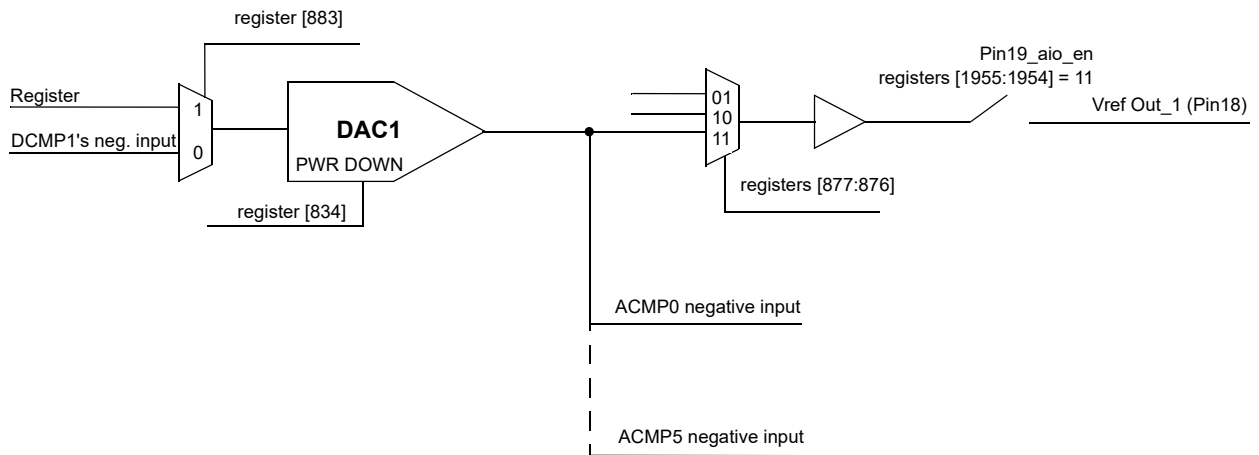 register [883]
Pin19_aio_en
registers [1955:1954] = 11
Register
1
01
Vref Out_1 (Pin18)
10
DAC1
DCMP1's neg. input
0
11
PWR DOWN
registers [877:876]
register [834]
ACMP0 negative input
ACMP5 negative input